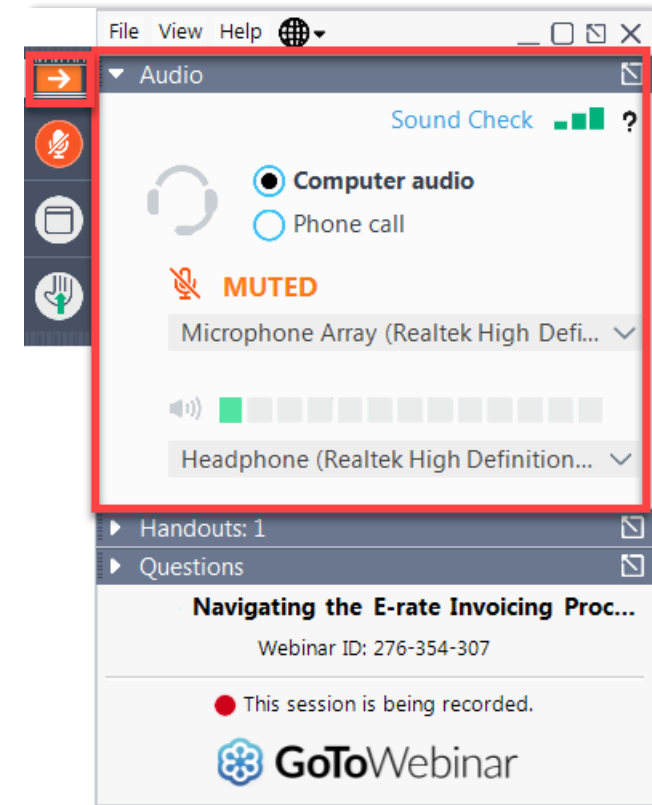 File View Help
Audio
Sound Check ?
Computer audio
Phone call
MUTED
Microphone Array (Realtek High Defi...
Headphone (Realtek High Definition...
Handouts: 1
Questions
Navigating the E-rate Invoicing Proc...
Webinar ID: 276-354-307
This session is being recorded.
GoToWebinar